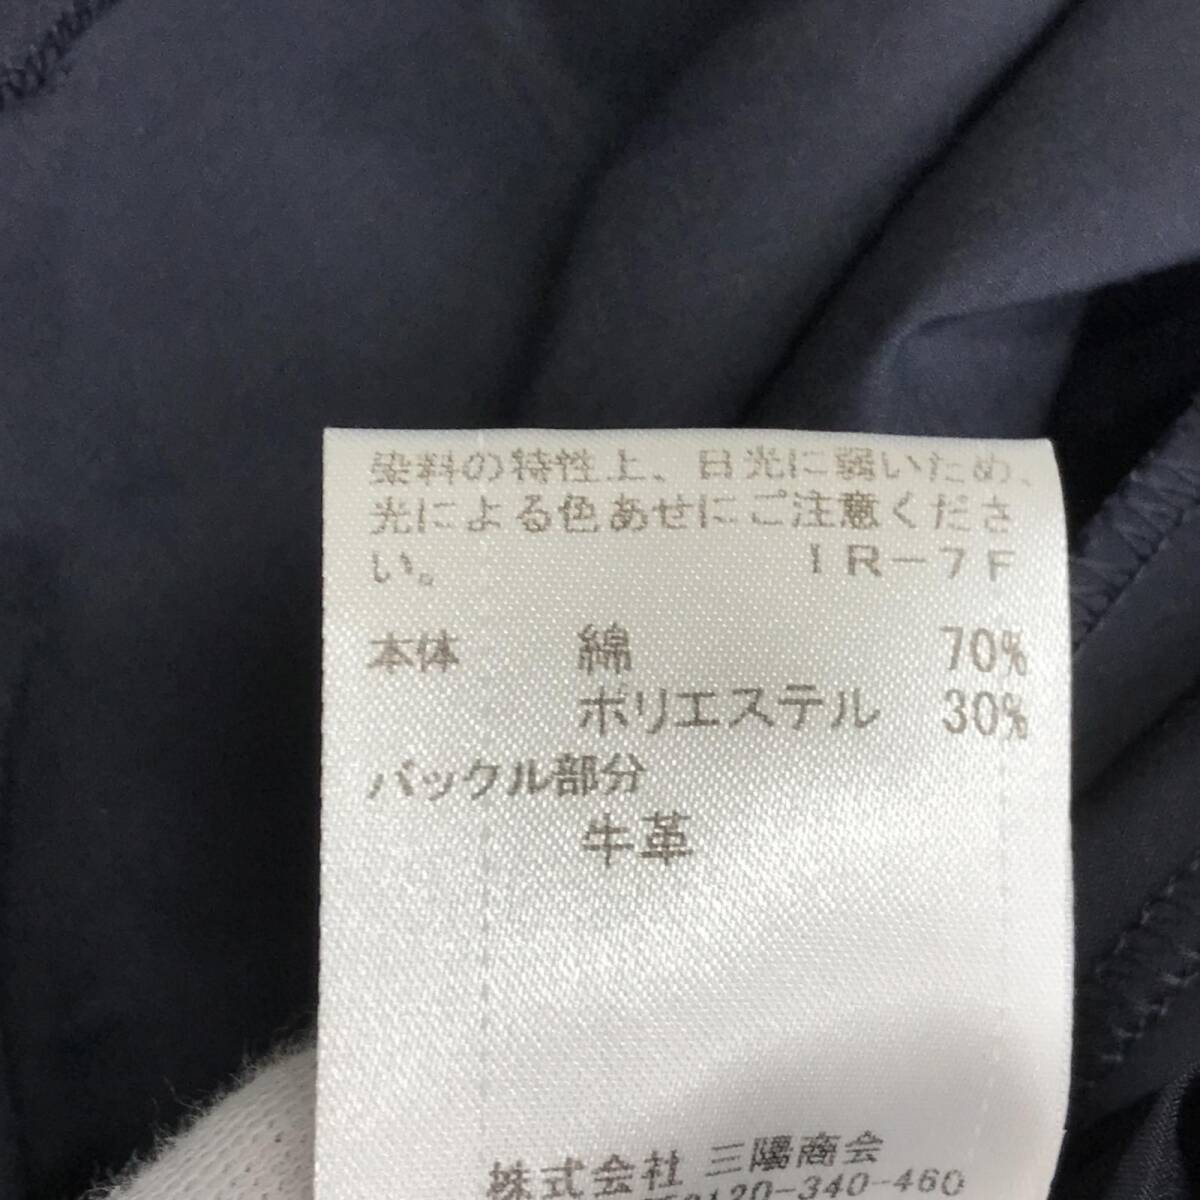 染料の特性上、日光に弱いため、
光による色あせにご注意くださ
い。 IR-7F
本体 綿 70%
ポリエステル 30%
バックル部分
牛革
株式会社 三陽商会
0120-340-460